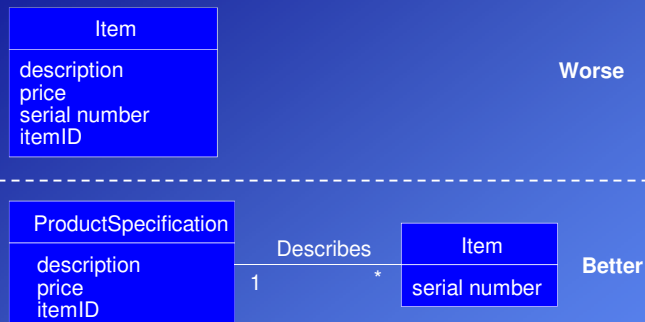 Item
description
price
serial number
itemID
Worse
ProductSpecification
description
price
itemID
Describes
1 *
Item
serial number
Better